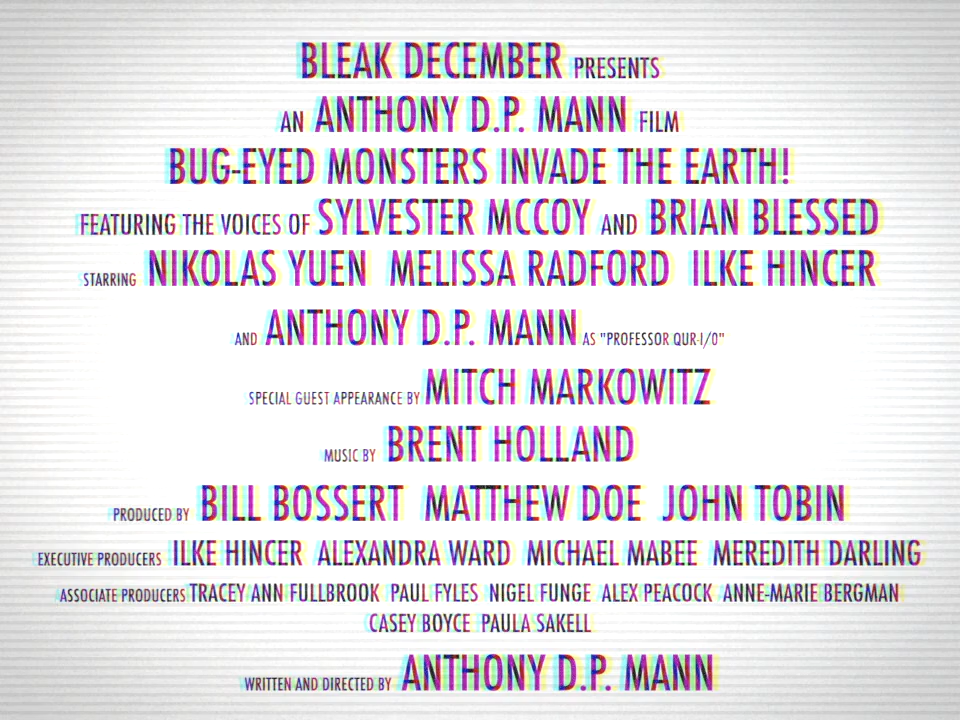 BLEAK DECEMBER PRESENTS
AN ANTHONY D.P. MANN FILM
BUG-EYED MONSTERS INVADE THE EARTH!
FEATURING THE VOICES OF SYLVESTER MCCOY AND BRIAN BLESSED
STARRING NIKOLAS YUEN MELISSA RADFORD ILKE HINCER
AND ANTHONY D.P. MANN AS "PROFESSOR QUR-I/0"
SPECIAL GUEST APPEARANCE BY MITCH MARKOWITZ
MUSIC BY BRENT HOLLAND
PRODUCED BY BILL BOSSERT MATTHEW DOE JOHN TOBIN
EXECUTIVE PRODUCERS ILKE HINCER ALEXANDRA WARD MICHAEL MABEE MEREDITH DARLING
ASSOCIATE PRODUCERS TRACEY ANN FULLBROOK PAUL FYLES NIGEL FUNGE ALEX PEACOCK ANNE-MARIE BERGMAN
CASEY BOYCE PAULA SAKELL
WRITTEN AND DIRECTED BY ANTHONY D.P. MANN